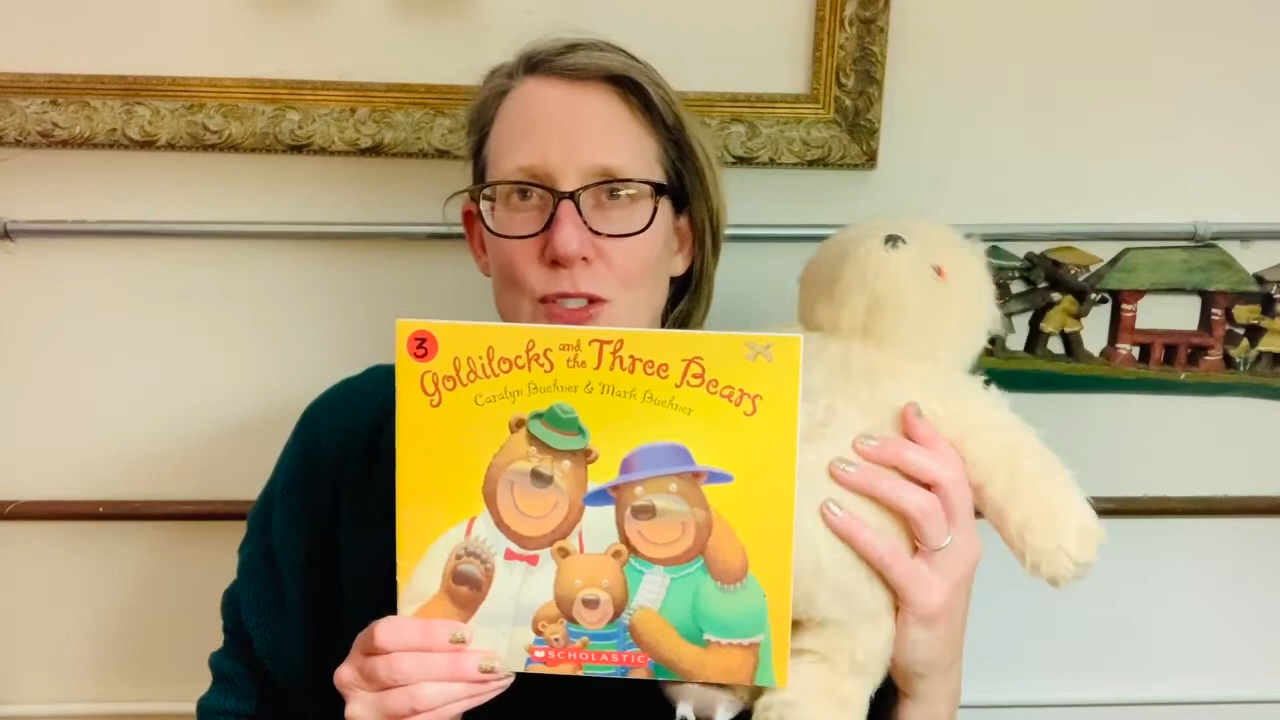 3
Goldilocks and the Three Bears
Caralyn Buehner & Mark Buehner
SCHOLASTIC